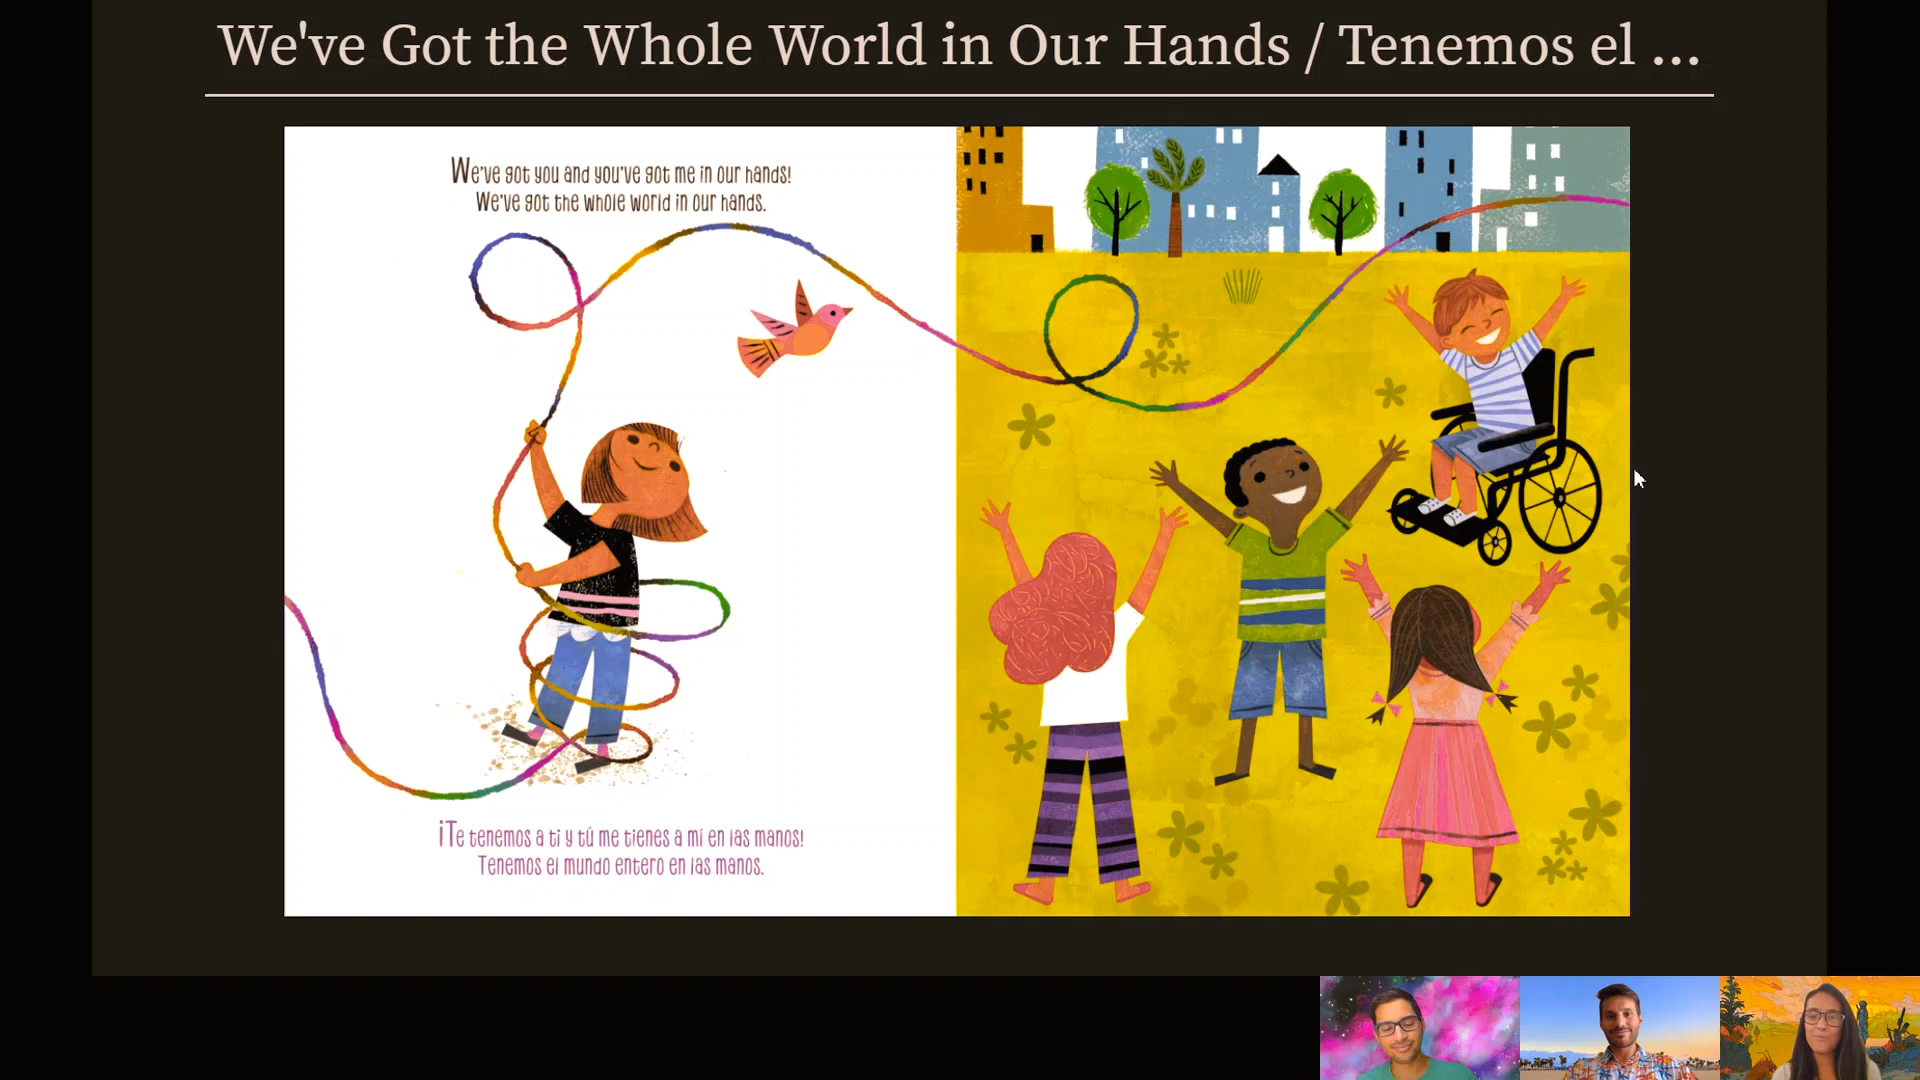 We've Got the Whole World in Our Hands / Tenemos el ...
We've got you and you've got me in our hands!
We've got the whole world in our hands.
¡Te tenemos a ti y tú me tienes a mí en las manos!
Tenemos el mundo entero en las manos.